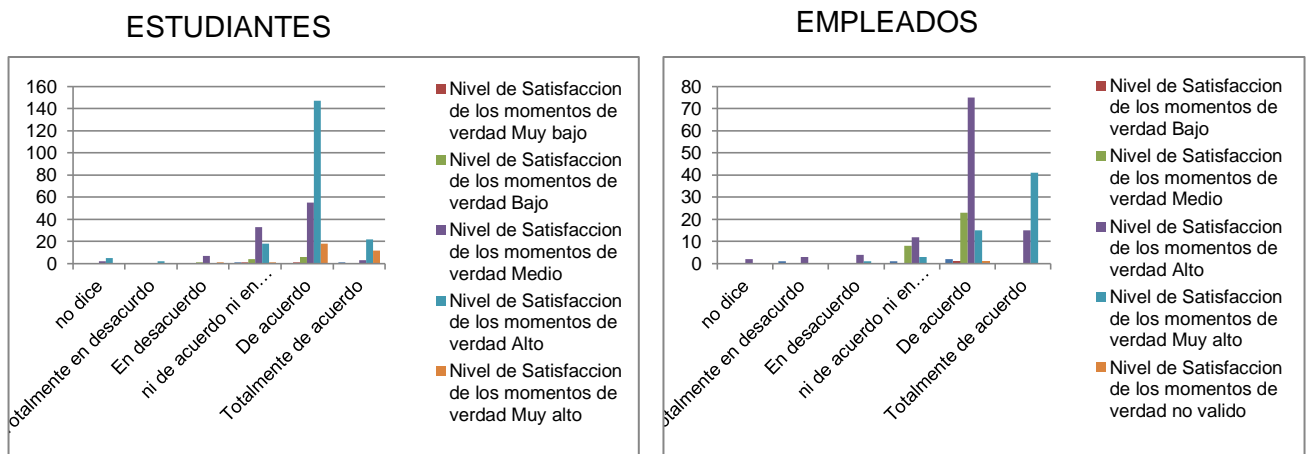 ESTUDIANTES
160
140
120
100
80
60
40
20
0
no dice
Totalmente en desacurdo
En desacuerdo
ni de acuerdo ni en…
De acuerdo
Totalmente de acuerdo
Nivel de Satisfaccion
de los momentos de
verdad Muy bajo
Nivel de Satisfaccion
de los momentos de
verdad Bajo
Nivel de Satisfaccion
de los momentos de
verdad Medio
Nivel de Satisfaccion
de los momentos de
verdad Alto
Nivel de Satisfaccion
de los momentos de
verdad Muy alto
EMPLEADOS
80
70
60
50
40
30
20
10
0
no dice
otalmente en desacurdo
En desacuerdo
ni de acuerdo ni en…
De acuerdo
Totalmente de acuerdo
Nivel de Satisfaccion
de los momentos de
verdad Bajo
Nivel de Satisfaccion
de los momentos de
verdad Medio
Nivel de Satisfaccion
de los momentos de
verdad Alto
Nivel de Satisfaccion
de los momentos de
verdad Muy alto
Nivel de Satisfaccion
de los momentos de
verdad no valido